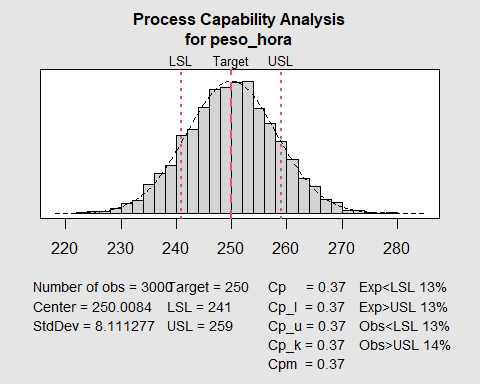 Process Capability Analysis
for peso_hora
LSL Target USL
220 230 240 250 260 270 280
Number of obs = 3000 Target = 250 Cp = 0.37 Exp<LSL 13%
Center = 250.0084 LSL = 241 Cp_l = 0.37 Exp>USL 13%
StdDev = 8.111277 USL = 259 Cp_u = 0.37 Obs<LSL 13%
Cp_k = 0.37 Obs>USL 14%
Cpm = 0.37